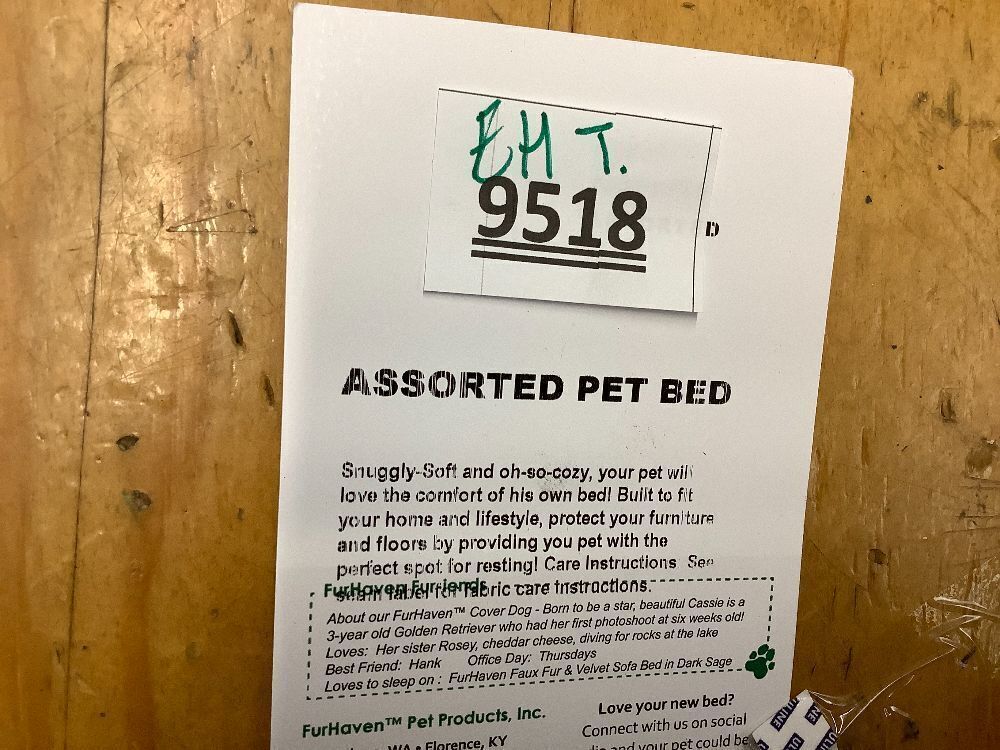 EH T.
9518
D
ASSORTED PET BED
Snuggly-Soft and oh-so-cozy, your pet will
love the comfort of his own bed! Built to fit
your home and lifestyle, protect your furniture
and floors by providing you pet with the
perfect spot for resting! Care Instructions See
seam label for fabric care instructions.
FurHaven Fur-iends
About our FurHaven™ Cover Dog - Born to be a star, beautiful Cassie is a
3-year old Golden Retriever who had her first photoshoot at six weeks old!
Loves: Her sister Rosey, cheddar cheese, diving for rocks at the lake
Best Friend: Hank Office Day: Thursdays
Loves to sleep on : FurHaven Faux Fur & Velvet Sofa Bed in Dark Sage
FurHaven™ Pet Products, Inc.
WA • Florence, KY
Love your new bed?
Connect with us on social
and your pet could be